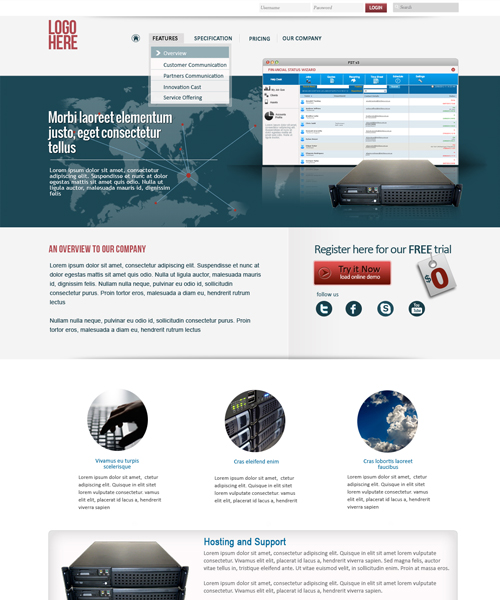 Username
Password
LOGIN
Search
LOGO
HERE
FEATURES
SPECIFICATION
PRICING
OUR COMPANY
Overview
Customer Communication
Partners Communication
Innovation Cast
Service Offering
FST v3
FINANCIAL STATUS WIZARD
Morbi laoreet elementum
justo, eget consectetur
tellus
Lorem ipsum dolor sit amet, consectetur
adipiscing elit. Suspendisse et nunc at dolor
egestas mattis sit amet quis odio. Nulla ut
ligula auctor, malesuada mauris id, dignissim
felis
AN OVERVIEW TO OUR COMPANY
Lorem ipsum dolor sit amet, consectetur adipiscing elit. Suspendisse et nunc at
dolor egestas mattis sit amet quis odio. Nulla ut ligula auctor, malesuada mauris
id, dignissim felis. Nullam nulla neque, pulvinar eu odio id, sollicitudin
consectetur purus. Proin tortor eros, malesuada a diam eu, hendrerit rutrum
lectus
Nullam nulla neque, pulvinar eu odio id, sollicitudin consectetur purus. Proin
tortor eros, malesuada a diam eu, hendrerit rutrum lectus
Register here for our FREE trial
Try it Now
load online demo
$0
follow us
You
Tube
Vivamus eu turpis
scelerisque
Lorem ipsum dolor sit amet, ctetur
adipiscing elit. Quisque in elit sitet
lorem vulputate consectetur. vamus
elit elit, placerat id lacus a, hendrerit
viverra sapien
Cras eleifend enim
Lorem ipsum dolor sit amet, ctetur
adipiscing elit. Quisque in elit sitet
lorem vulputate consectetur. vamus
elit elit, placerat id lacus a, hendrerit
Cras lobortis laoreet
faucibus
Lorem ipsum dolor sit amet, ctetur
adipiscing elit. Quisque in elit sitet
lorem vulputate consectetur. vamus
elit elit, placerat id lacus a, hendrerit
viverra sapien
Hosting and Support
Lorem ipsum dolor sit amet, consectetur adipiscing elit. Quisque in elit sit amet lorem vulputate
consectetur. Vivamus elit elit, placerat id lacus a, hendrerit viverra sapien. Sed magna felis, auctor
vitae dictum in, tristique eleifend ante. Ut vitae euismod velit, in sollicitudin enim. Proin at massa eros.
Lorem ipsum dolor sit amet, consectetur adipiscing elit. Quisque in elit sit amet lorem vulputate
consectetur. Vivamus elit elit, placerat id lacus a, hendrerit viverra sapien.